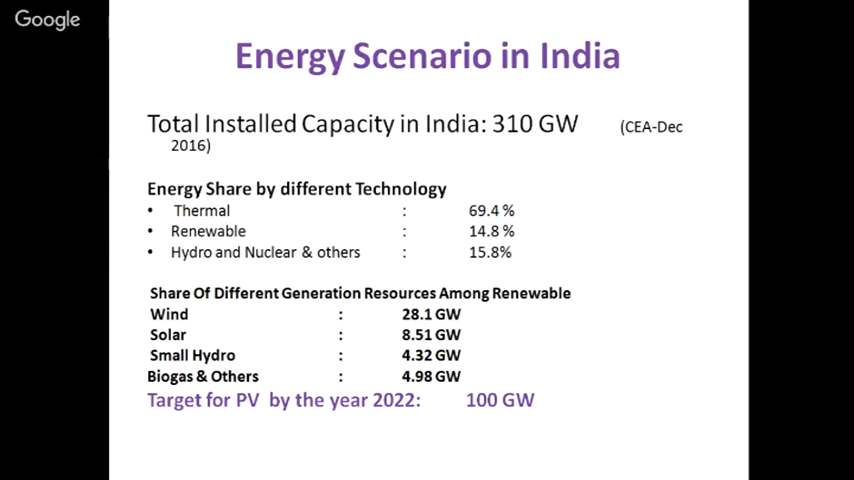 Google
Energy Scenario in India
Total Installed Capacity in India: 310 GW (CEA-Dec
2016)
Energy Share by different Technology
• Thermal : 69.4 %
• Renewable : 14.8 %
• Hydro and Nuclear & others : 15.8%
Share Of Different Generation Resources Among Renewable
Wind : 28.1 GW
Solar : 8.51 GW
Small Hydro : 4.32 GW
Biogas & Others : 4.98 GW
Target for PV by the year 2022: 100 GW